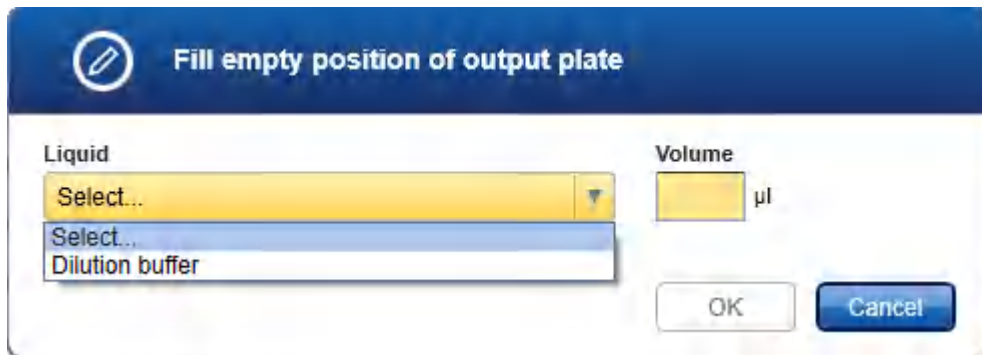 Fill empty position of output plate
Liquid
Volume
Select...
µl
Select...
Dilution buffer
OK
Cancel